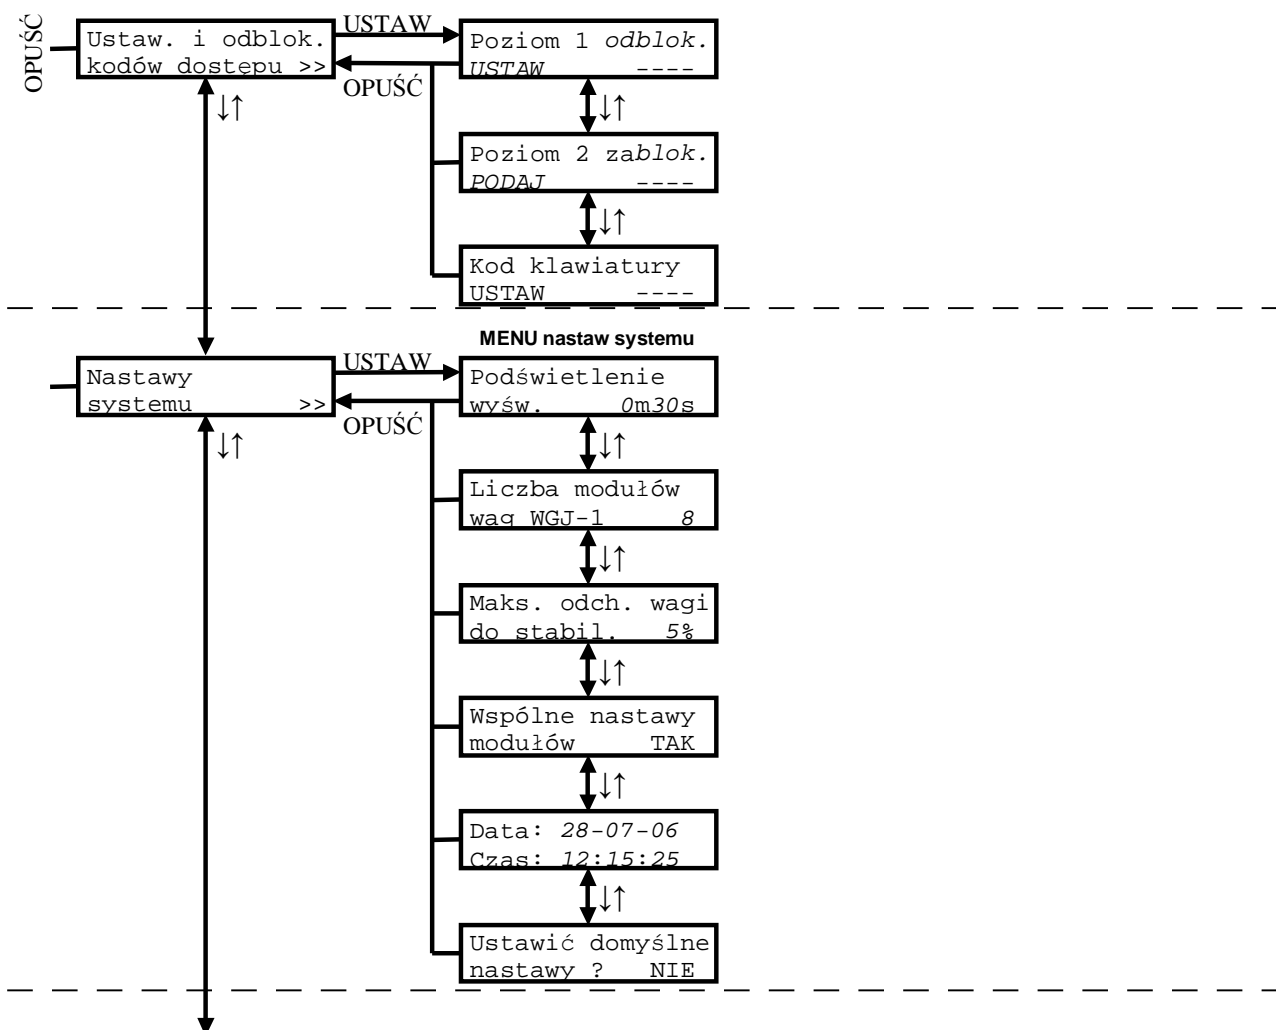 OPUŚĆ
Ustaw. i odblok.
kodów dostępu >>
USTAW
OPUŚĆ
↓↑
Poziom 1 odblok.
USTAW ----
↓↑
Poziom 2 zablok.
PODAJ ----
↓↑
Kod klawiatury
USTAW ----
MENU nastaw systemu
Nastawy
systemu >>
USTAW
OPUŚĆ
↓↑
Podświetlenie
wyśw. 0m30s
↓↑
Liczba modułów
wag WGJ-1 8
↓↑
Maks. odch. wagi
do stabil. 5%
↓↑
Wspólne nastawy
modułów TAK
↓↑
Data: 28-07-06
Czas: 12:15:25
↓↑
Ustawić domyślne
nastawy ? NIE